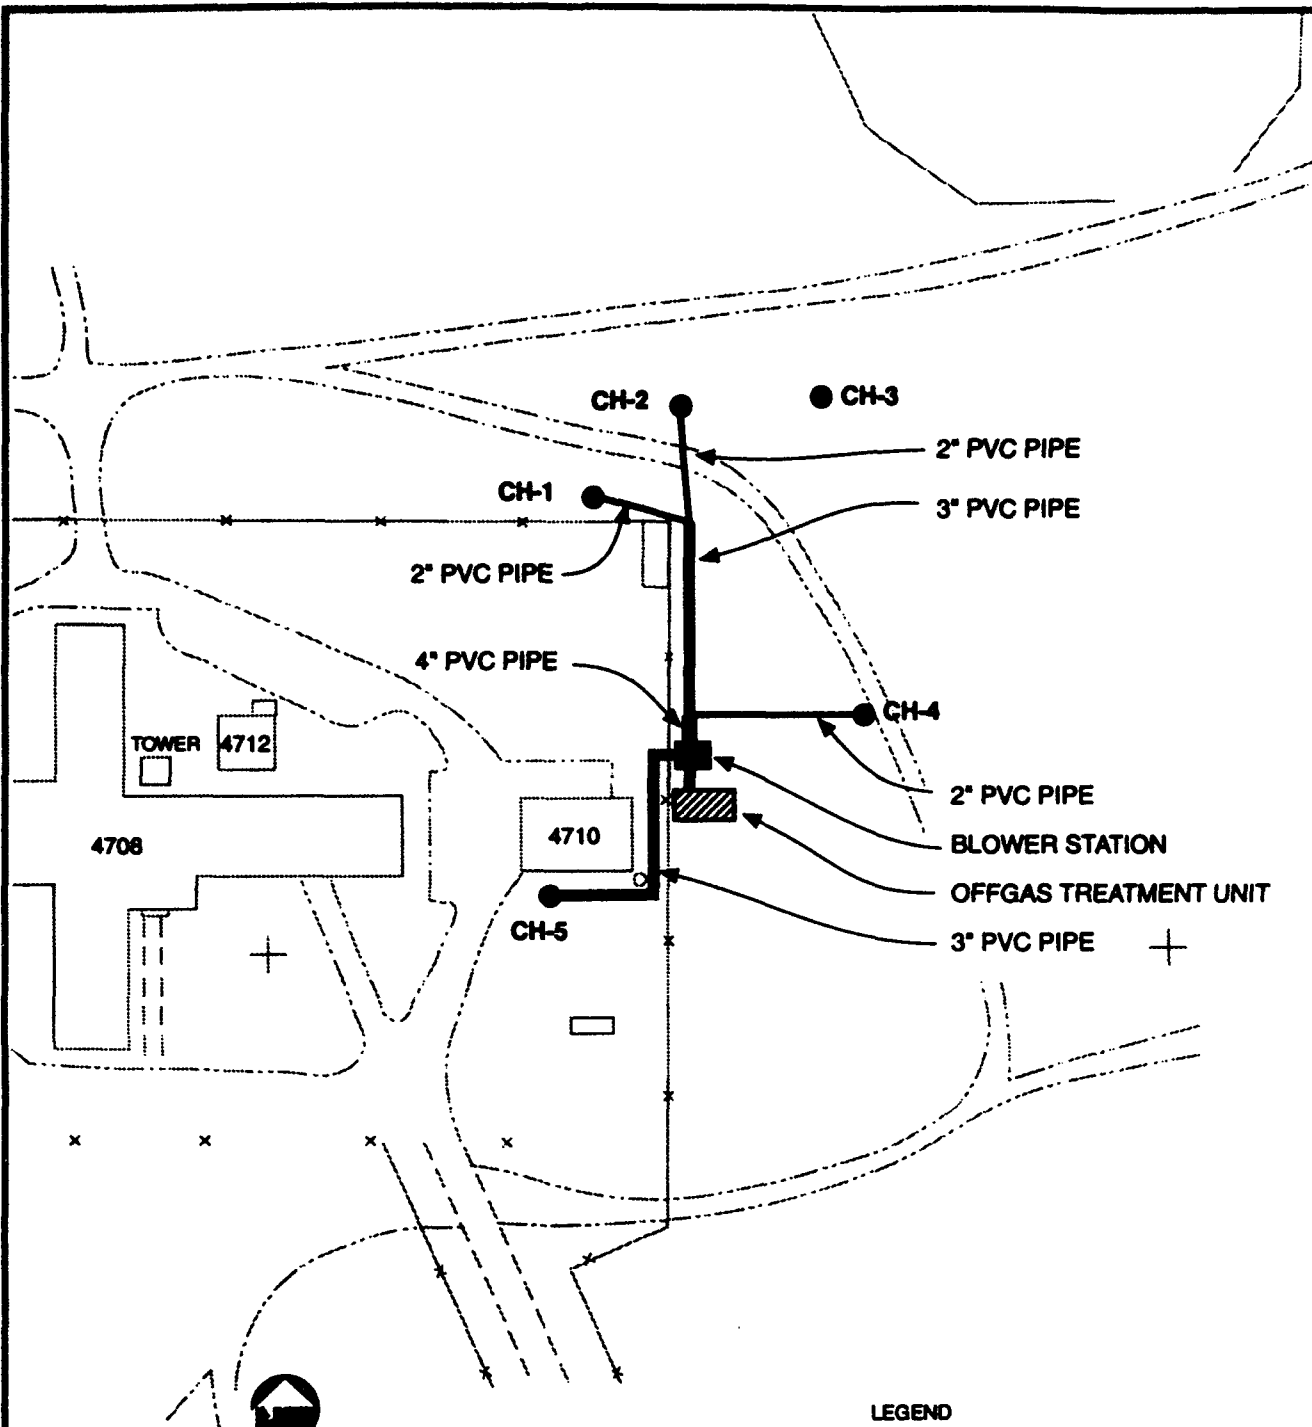 CH-2
CH-3
2" PVC PIPE
CH-1
3" PVC PIPE
2" PVC PIPE
4" PVC PIPE
CH-4
TOWER
4712
2" PVC PIPE
4710
4708
BLOWER STATION
OFFGAS TREATMENT UNIT
CH-5
3" PVC PIPE
LEGEND